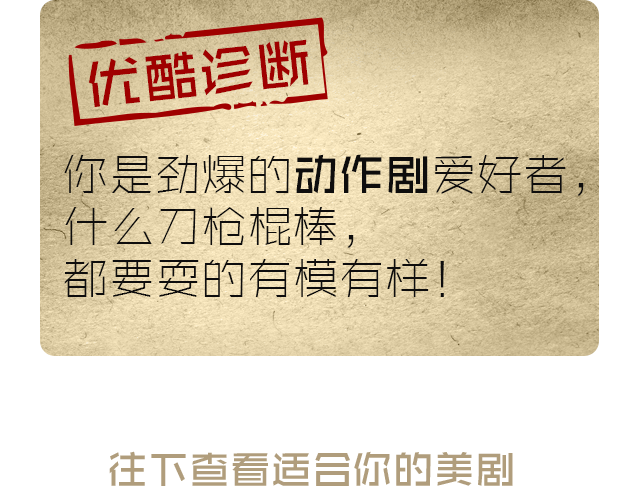 优酷诊断
你是劲爆的动作剧爱好者，
什么刀枪棍棒，
都要耍的有模有样！
往下查看适合你的美剧